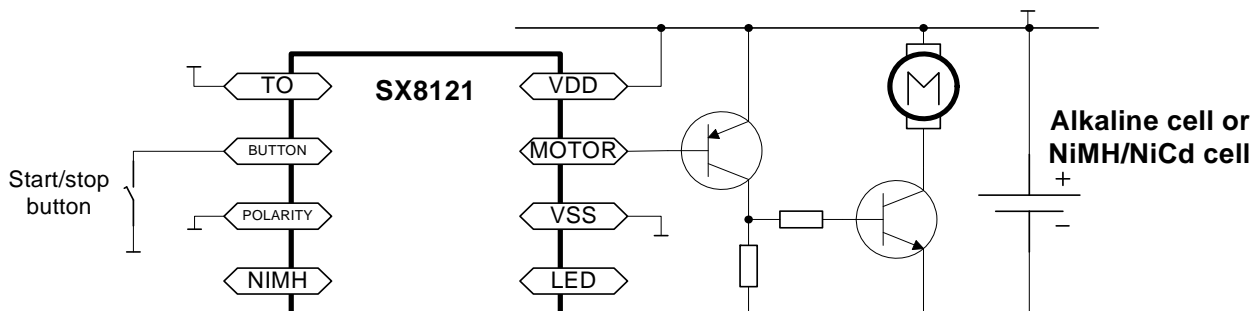 TO
SX8121
VDD
BUTTON
MOTOR
Start/stop
button
POLARITY
VSS
NIMH
LED
M
Alkaline cell or
NiMH/NiCd cell
+
−